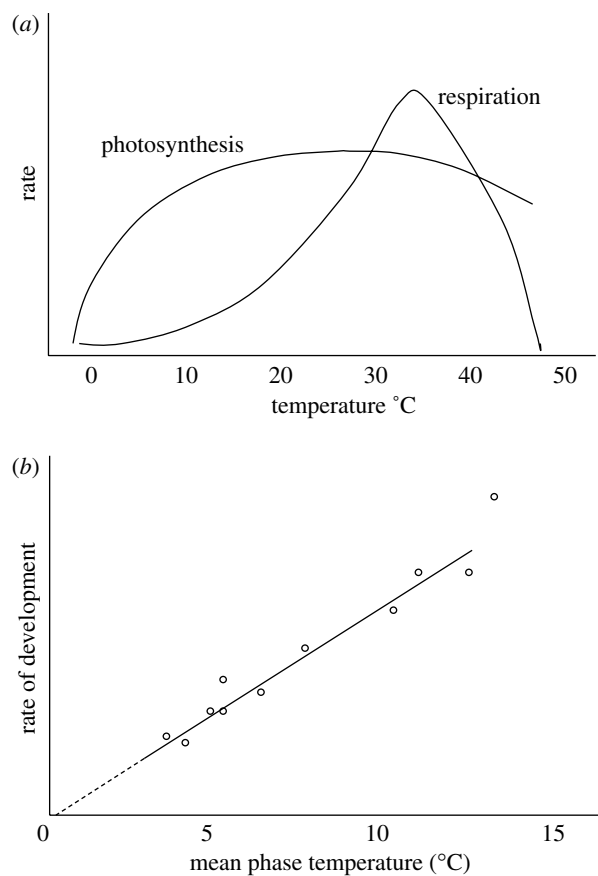 (a)
respiration
photosynthesis
rate
0 10 20 30 40 50
temperature ˚C
(b)
rate of development
0 5 10 15
mean phase temperature (°C)